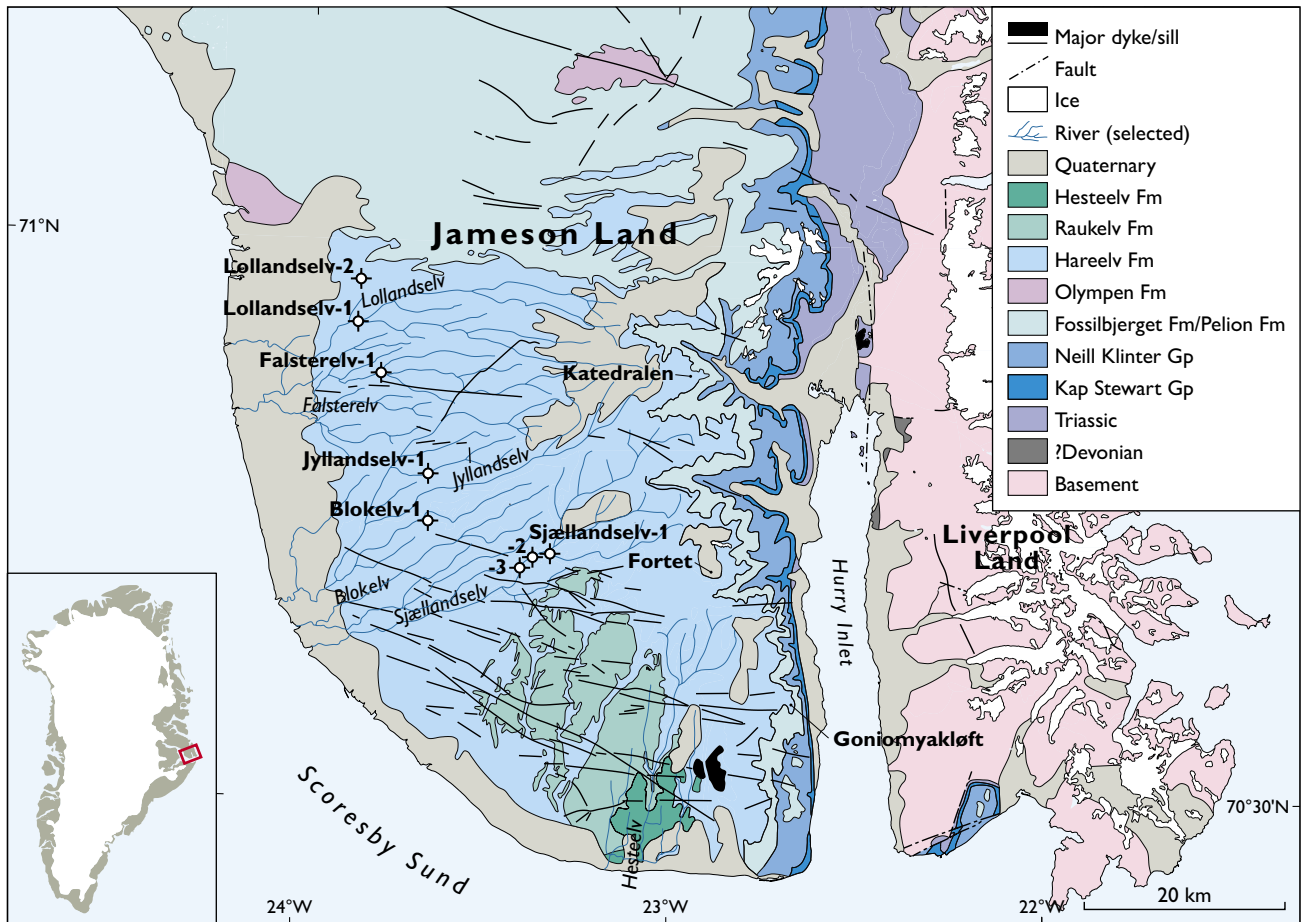 Major dyke/sill
Fault
Ice
River (selected)
Quaternary
Hesteelv Fm
Raukelv Fm
Hareelv Fm
Olympen Fm
Fossilbjerget Fm/Pelion Fm
Neill Klinter Gp
Kap Stewart Gp
Triassic
?Devonian
Basement
71°N
Jameson Land
Lollandselv-2
Lollandselv
Lollandselv-1
Falsterelv-1
Katedralen
Falsterelv
Jyllandselv-1
Jyllandselv
Blokelv-1
Sjællandselv-1
-2
-3
Fortet
Liverpool
Land
Blokelv
Sjællandselv
Hurry Inlet
Goniomyakløft
Scoresby Sund
Hesteelv
70°30'N
20 km
24°W
23°W
22°W